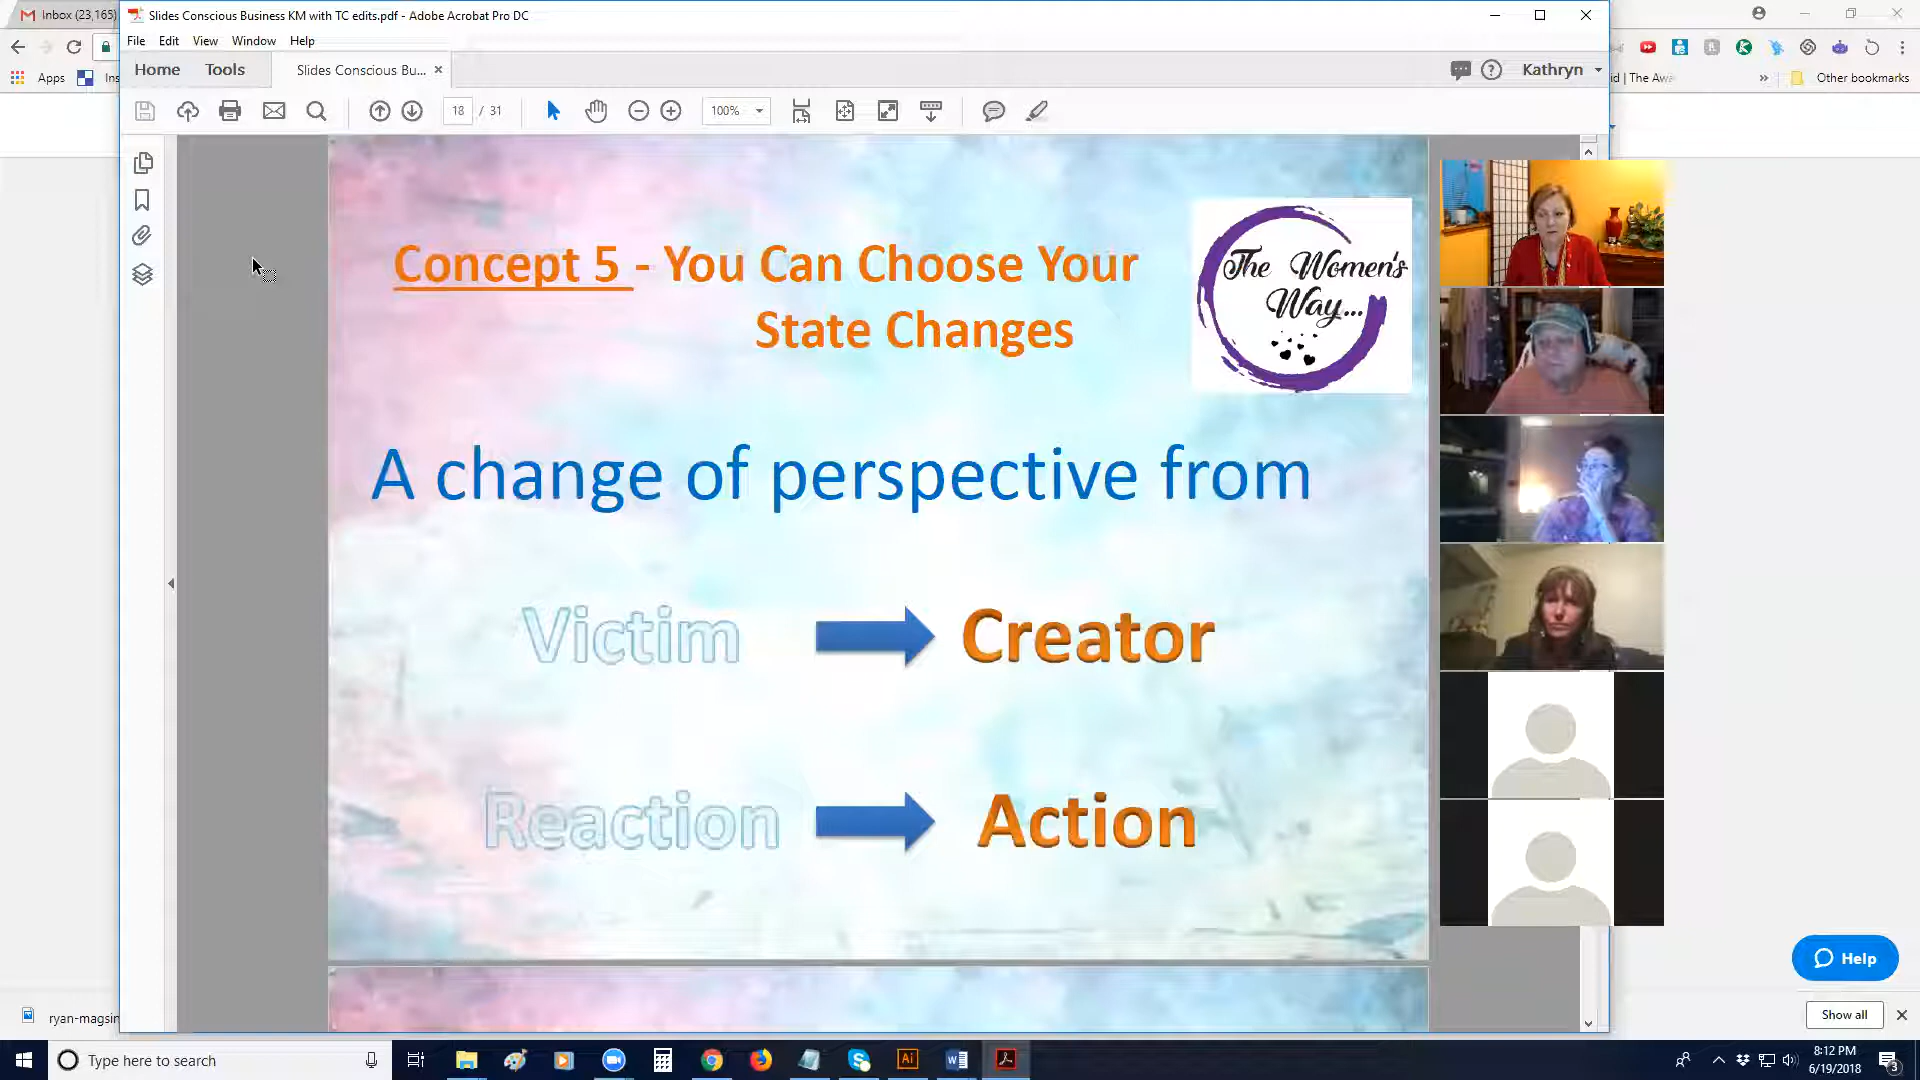 Inbox (23,165)
Slides Conscious Business KM with TC edits.pdf - Adobe Acrobat Pro DC
File Edit View Window Help
Home Tools Slides Conscious Bu... Kathryn
Apps Ins
Other bookmarks
18 / 31 100%
Concept 5 - You Can Choose Your
State Changes
The Women's
Way...
A change of perspective from
Victim Creator
Reaction Action
Help
ryan-magsin
Show all
Type here to search
8:12 PM
6/19/2018
3